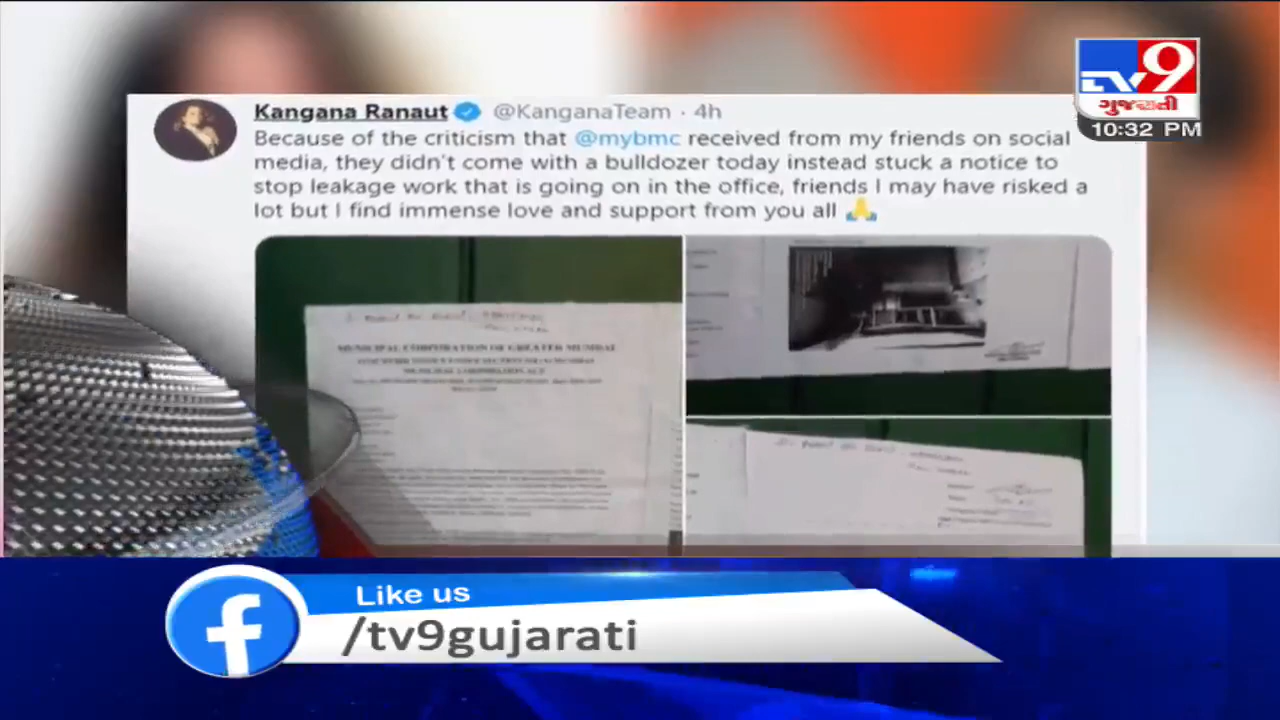 Kangana Ranaut @KanganaTeam · 4h
Because of the criticism that @mybmc received from my friends on social
media, they didn't come with a bulldozer today instead stuck a notice to
stop leakage work that is going on in the office, friends I may have risked a
lot but I find immense love and support from you all 🙏
TV9
ગુજરાતી
10:32 PM
MUNICIPAL CORPORATION OF GREATER MUMBAI
Like us
/tv9gujarati